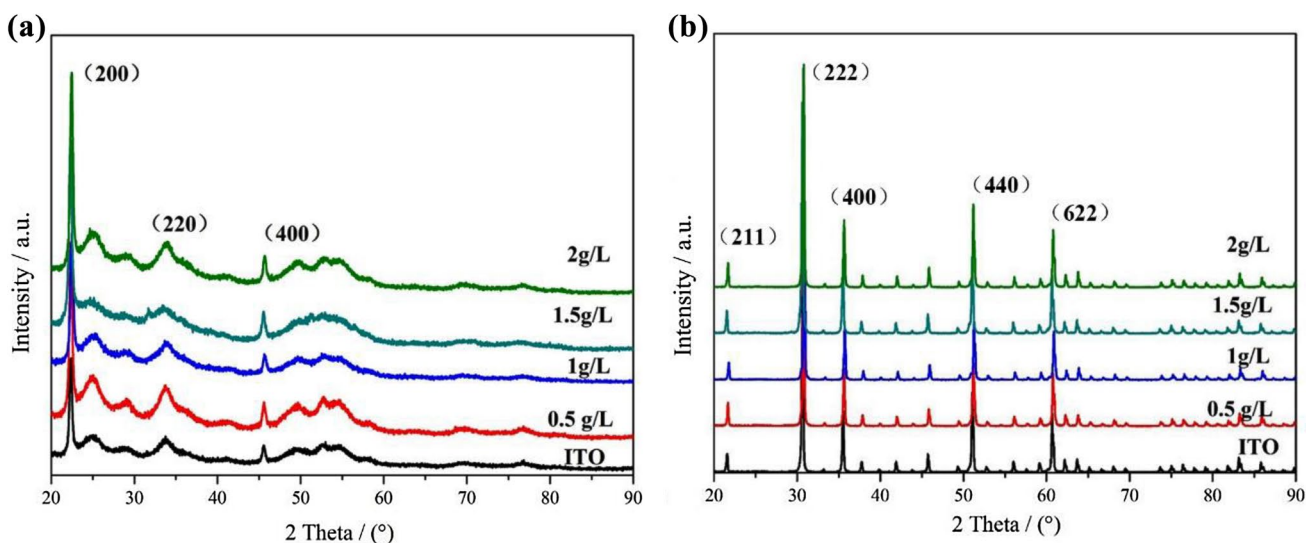 (a)
（200）
（220）
（400）
2g/L
1.5g/L
1g/L
0.5 g/L
ITO
Intensity / a.u.
20 30 40 50 60 70 80 90
2 Theta / (°)
(b)
（222）
（400）
（440）
（622）
（211）
2g/L
1.5g/L
1g/L
0.5 g/L
ITO
Intensity / a.u.
20 30 40 50 60 70 80 90
2 Theta / (°)